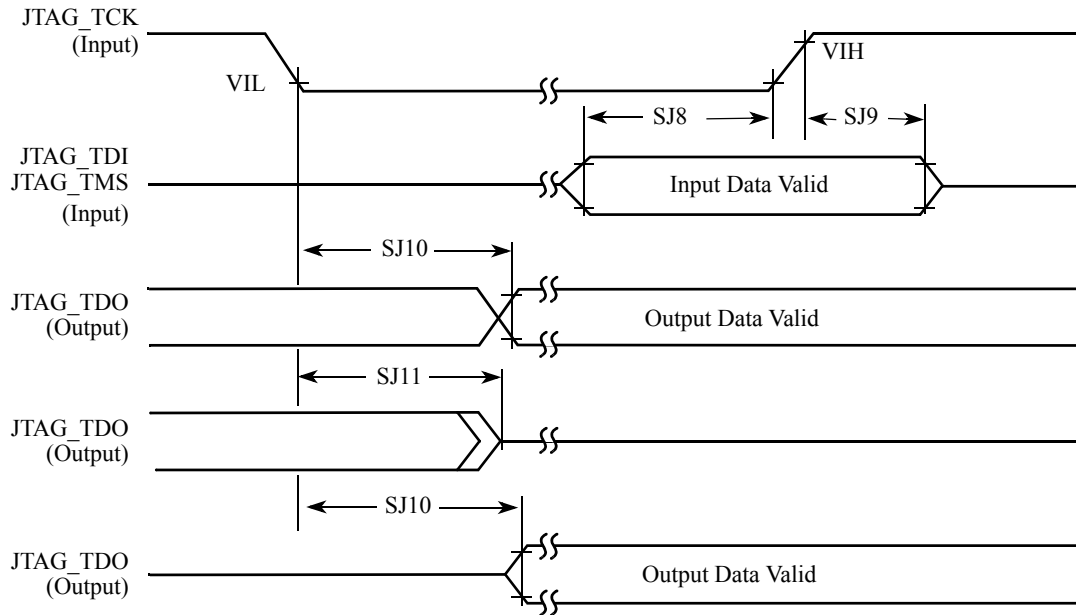 JTAG_TCK
(Input)
VIH
VIL
SJ8
SJ9
JTAG_TDI
JTAG_TMS
(Input)
Input Data Valid
SJ10
JTAG_TDO
(Output)
Output Data Valid
SJ11
JTAG_TDO
(Output)
SJ10
JTAG_TDO
(Output)
Output Data Valid